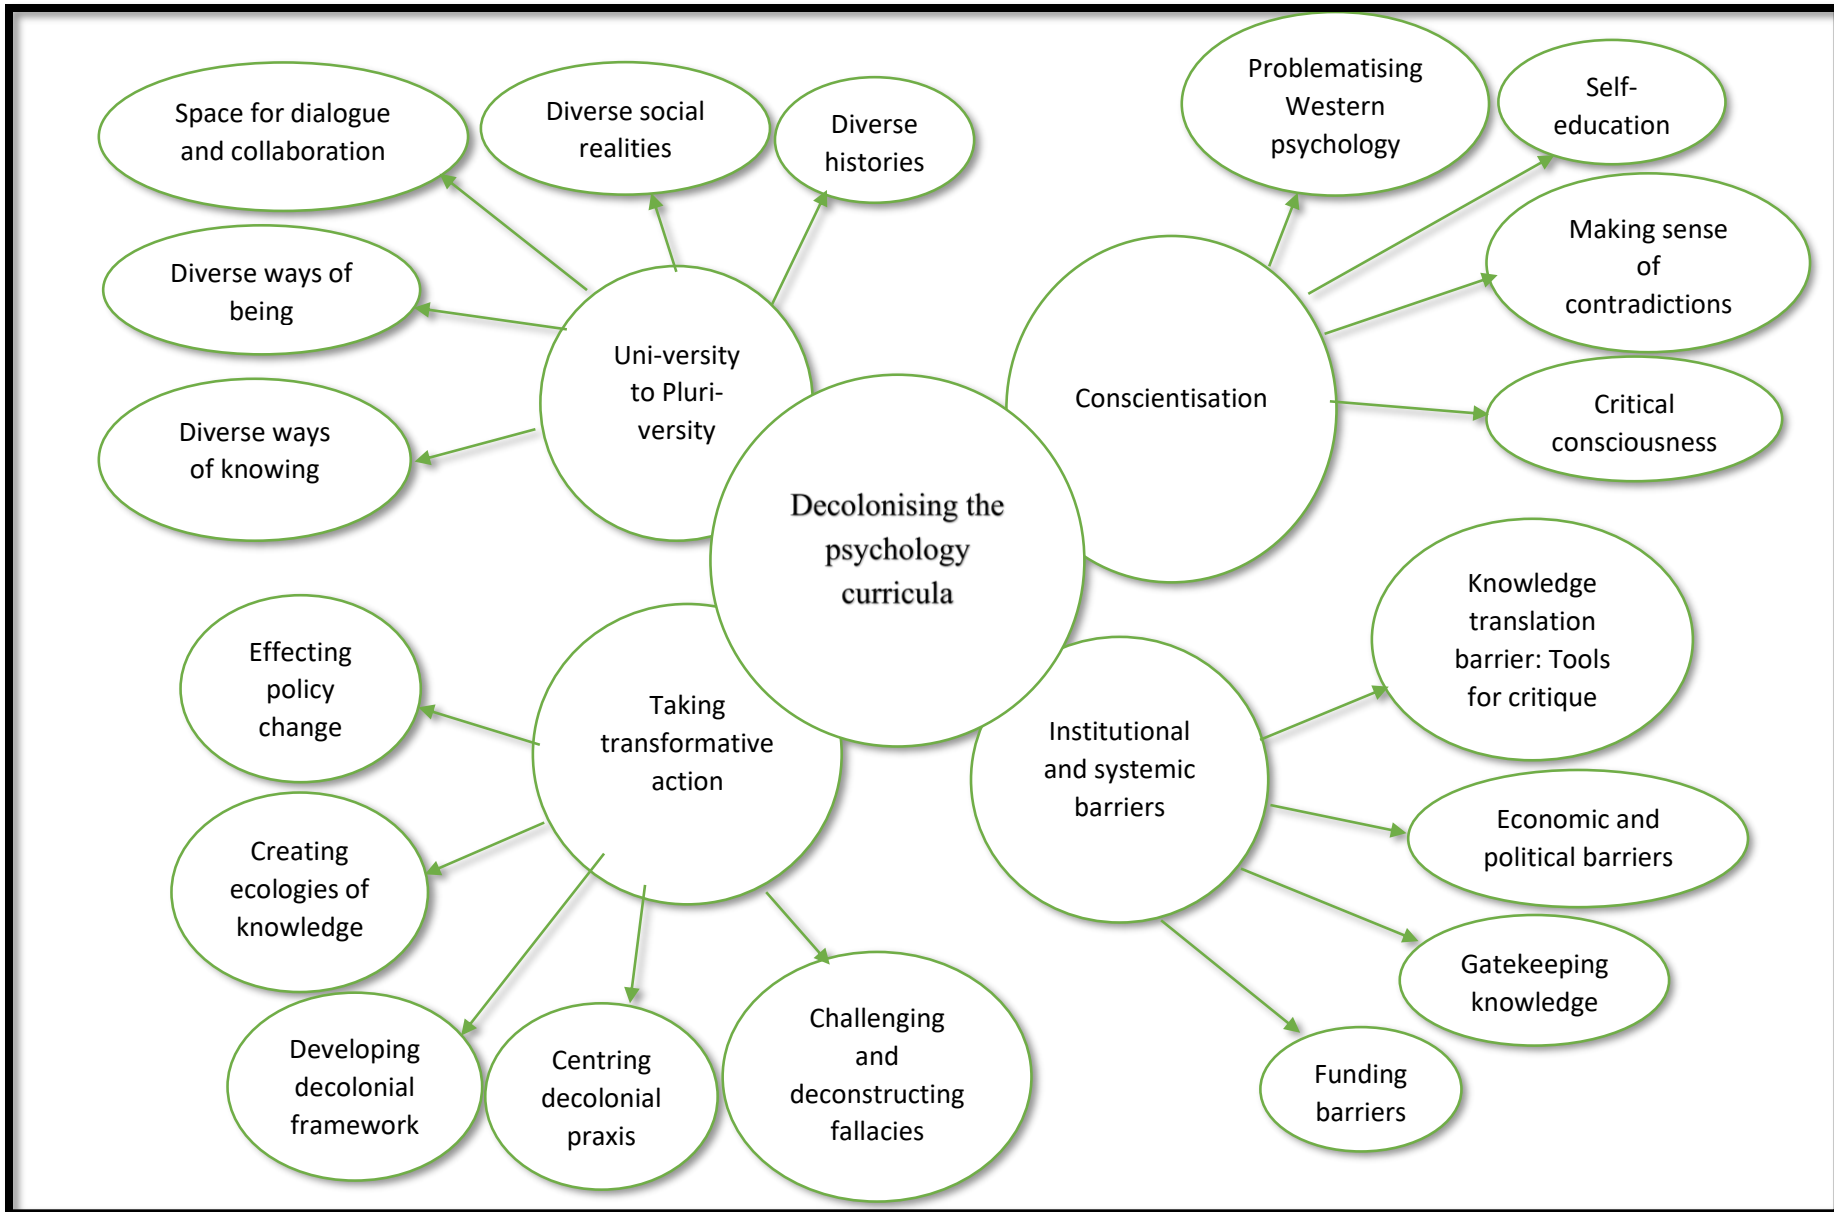 Space for dialogue
and collaboration
Diverse social
realities
Diverse
histories
Diverse ways of
being
Diverse ways
of knowing
Uni-versity
to Pluri-
versity
Problematising
Western
psychology
Self-
education
Making sense
of
contradictions
Critical
consciousness
Conscientisation
Decolonising the
psychology
curricula
Effecting
policy
change
Creating
ecologies of
knowledge
Developing
decolonial
framework
Centring
decolonial
praxis
Challenging
and
deconstructing
fallacies
Taking
transformative
action
Institutional
and systemic
barriers
Knowledge
translation
barrier: Tools
for critique
Economic and
political barriers
Gatekeeping
knowledge
Funding
barriers